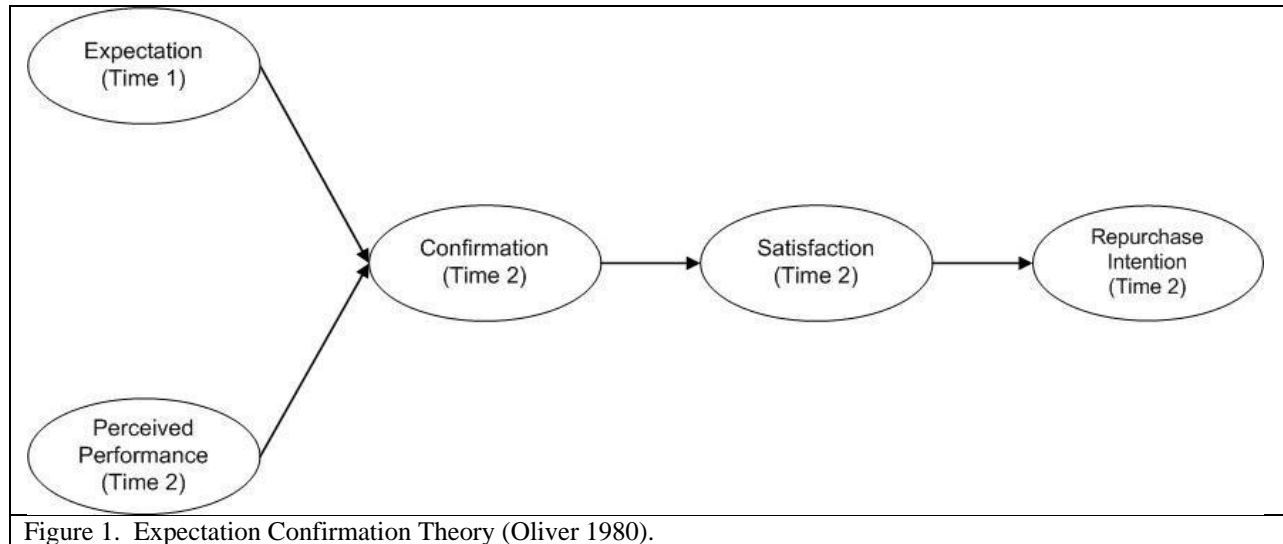 Expectation
(Time 1)
Confirmation
(Time 2)
Satisfaction
(Time 2)
Repurchase
Intention
(Time 2)
Perceived
Performance
(Time 2)
Figure 1.  Expectation Confirmation Theory (Oliver 1980).